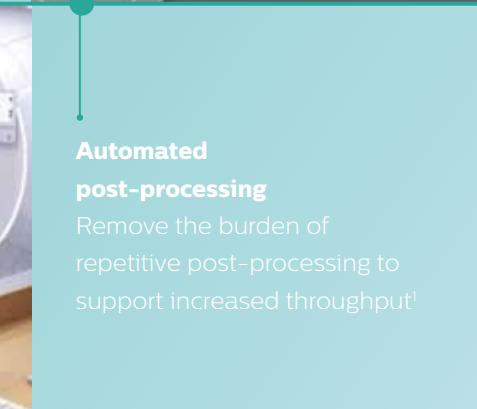 Automated
post-processing
Remove the burden of
repetitive post-processing to
support increased throughput¹